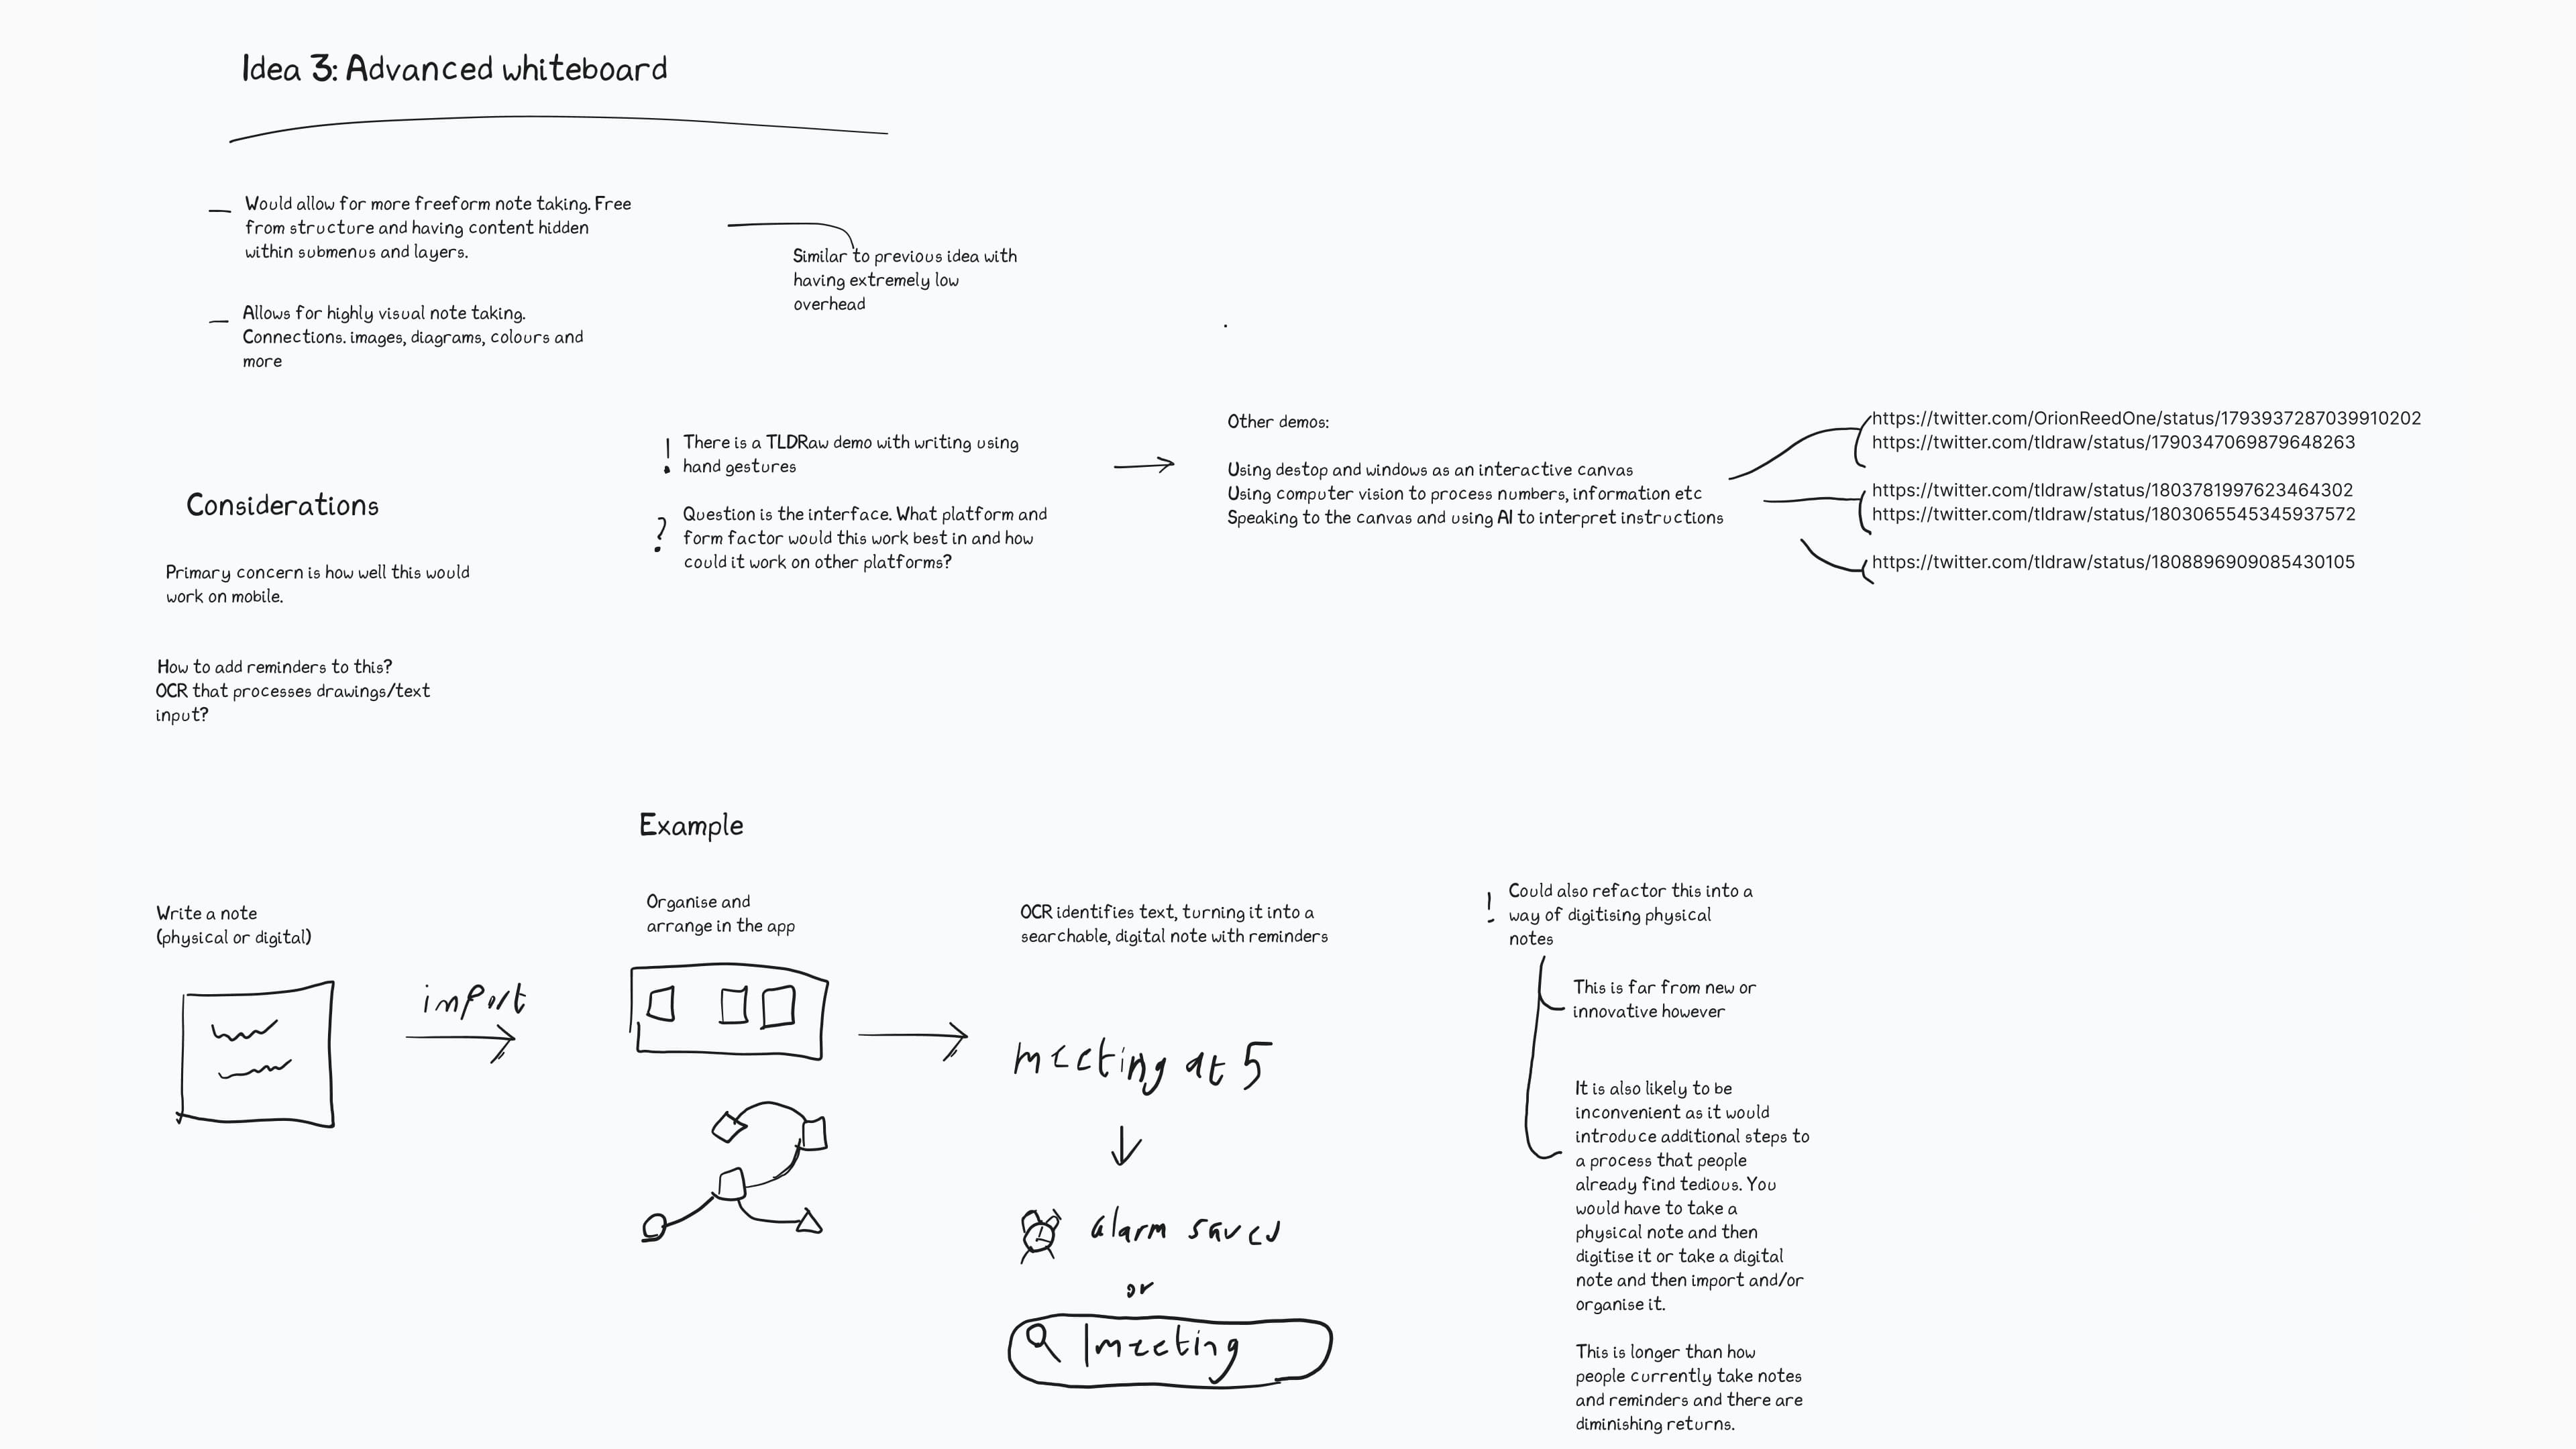 Idea 3: Advanced whiteboard
Would allow for more freeform note taking. Free
from structure and having content hidden
within submenus and layers.
Similar to previous idea with
having extremely low
overhead
Allows for highly visual note taking.
Connections. images, diagrams, colours and
more
! There is a TLDRaw demo with writing using
hand gestures
? Question is the interface. What platform and
form factor would this work best in and how
could it work on other platforms?
Other demos:
Using destop and windows as an interactive canvas
Using computer vision to process numbers, information etc
Speaking to the canvas and using AI to interpret instructions
https://twitter.com/OrionReedOne/status/1793937287039910202
https://twitter.com/tldraw/status/1790347069879648263
https://twitter.com/tldraw/status/1803781997623464302
https://twitter.com/tldraw/status/1803065545345937572
https://twitter.com/tldraw/status/1808896909085430105
Considerations
Primary concern is how well this would
work on mobile.
How to add reminders to this?
OCR that processes drawings/text
input?
Example
Write a note
(physical or digital)
import
Organise and
arrange in the app
OCR identifies text, turning it into a
searchable, digital note with reminders
meeting at 5
alarm saved
or
meeting
! Could also refactor this into a
way of digitising physical
notes
This is far from new or
innovative however
It is also likely to be
inconvenient as it would
introduce additional steps to
a process that people
already find tedious. You
would have to take a
physical note and then
digitise it or take a digital
note and then import and/or
organise it.
This is longer than how
people currently take notes
and reminders and there are
diminishing returns.